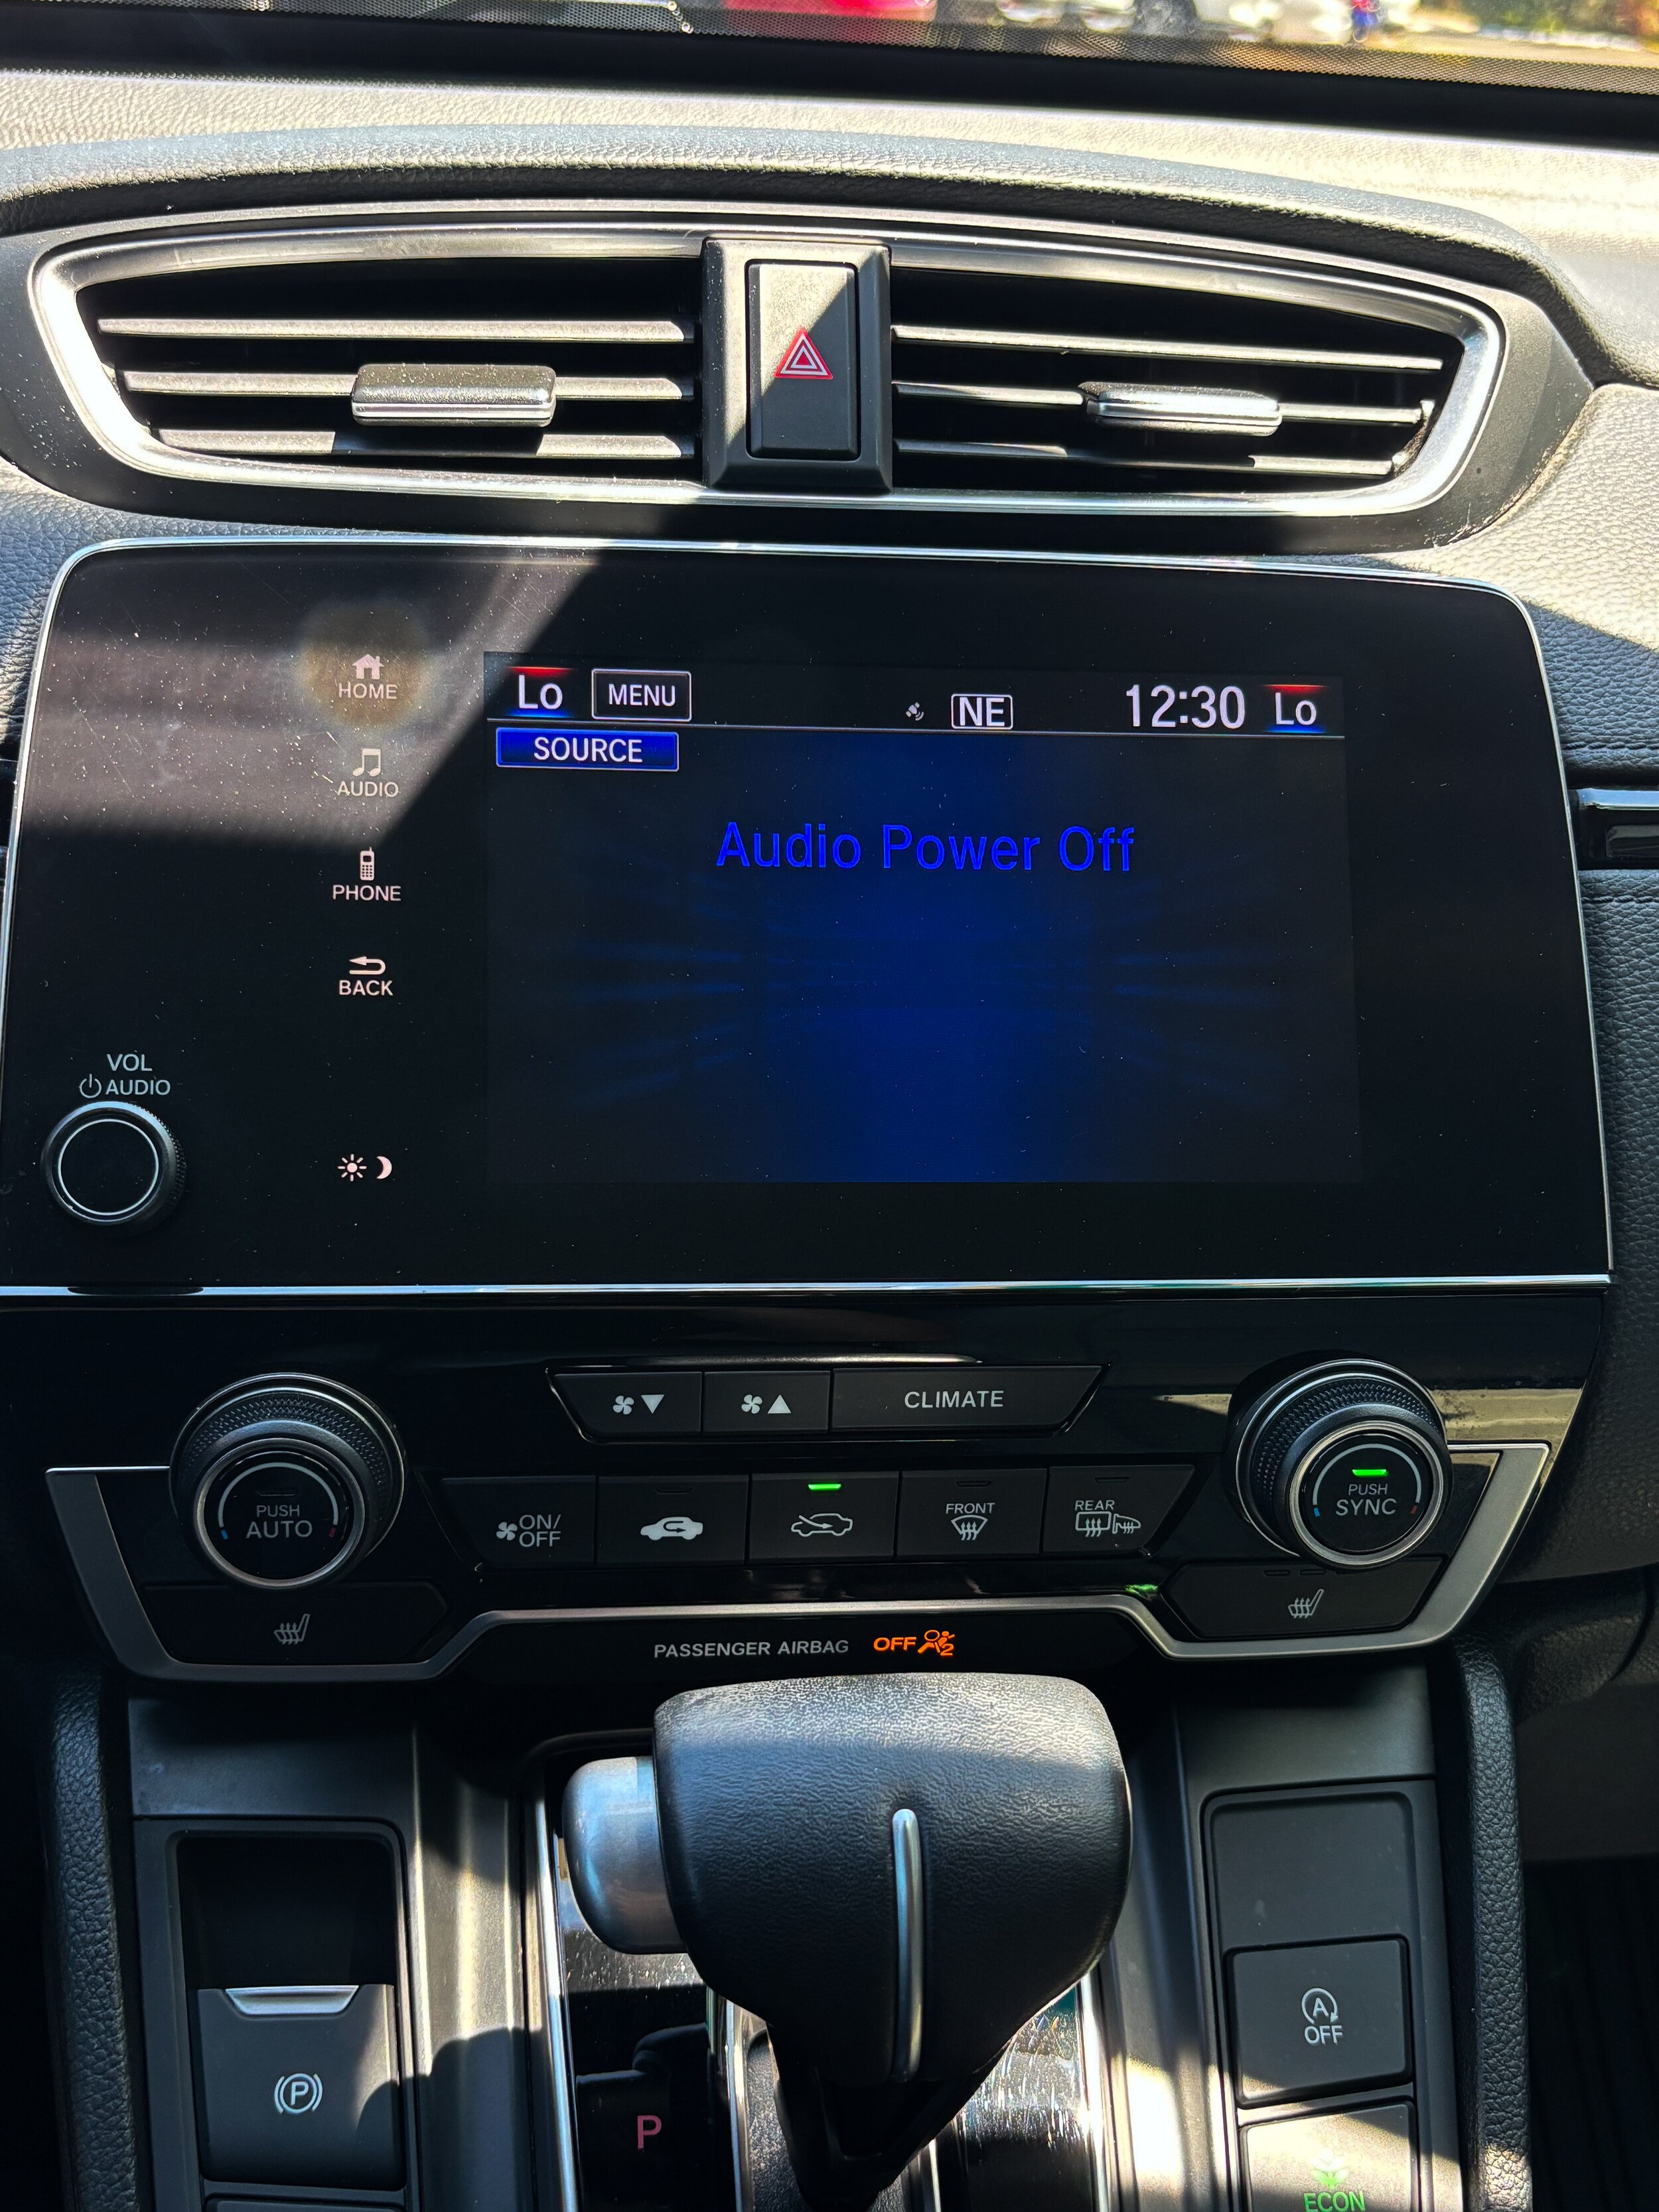 HOME
AUDIO
PHONE
BACK
VOL
AUDIO
Lo MENU NE 12:30 Lo
SOURCE
Audio Power Off
CLIMATE
PUSH
AUTO
ON/
OFF
FRONT
REAR
PUSH
SYNC
PASSENGER AIRBAG OFF 2
P
A
OFF
P
ECON